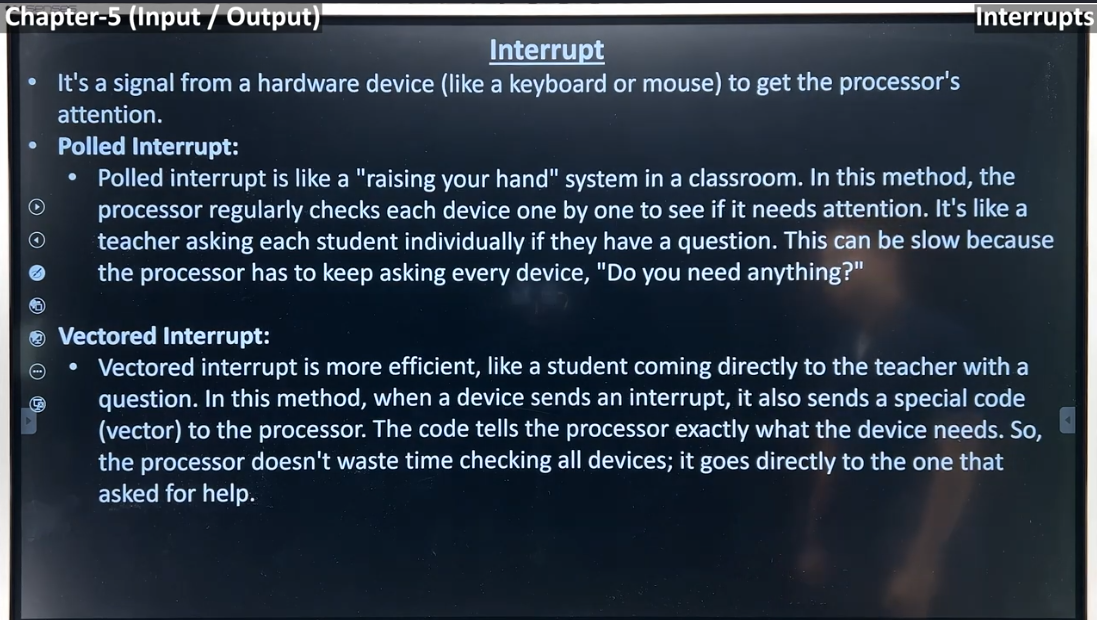 Chapter-5 (Input / Output)
Interrupts
Interrupt
• It's a signal from a hardware device (like a keyboard or mouse) to get the processor's
attention.
• Polled Interrupt:
• Polled interrupt is like a "raising your hand" system in a classroom. In this method, the
processor regularly checks each device one by one to see if it needs attention. It's like a
teacher asking each student individually if they have a question. This can be slow because
the processor has to keep asking every device, "Do you need anything?"
Vectored Interrupt:
• Vectored interrupt is more efficient, like a student coming directly to the teacher with a
question. In this method, when a device sends an interrupt, it also sends a special code
(vector) to the processor. The code tells the processor exactly what the device needs. So,
the processor doesn't waste time checking all devices; it goes directly to the one that
asked for help.